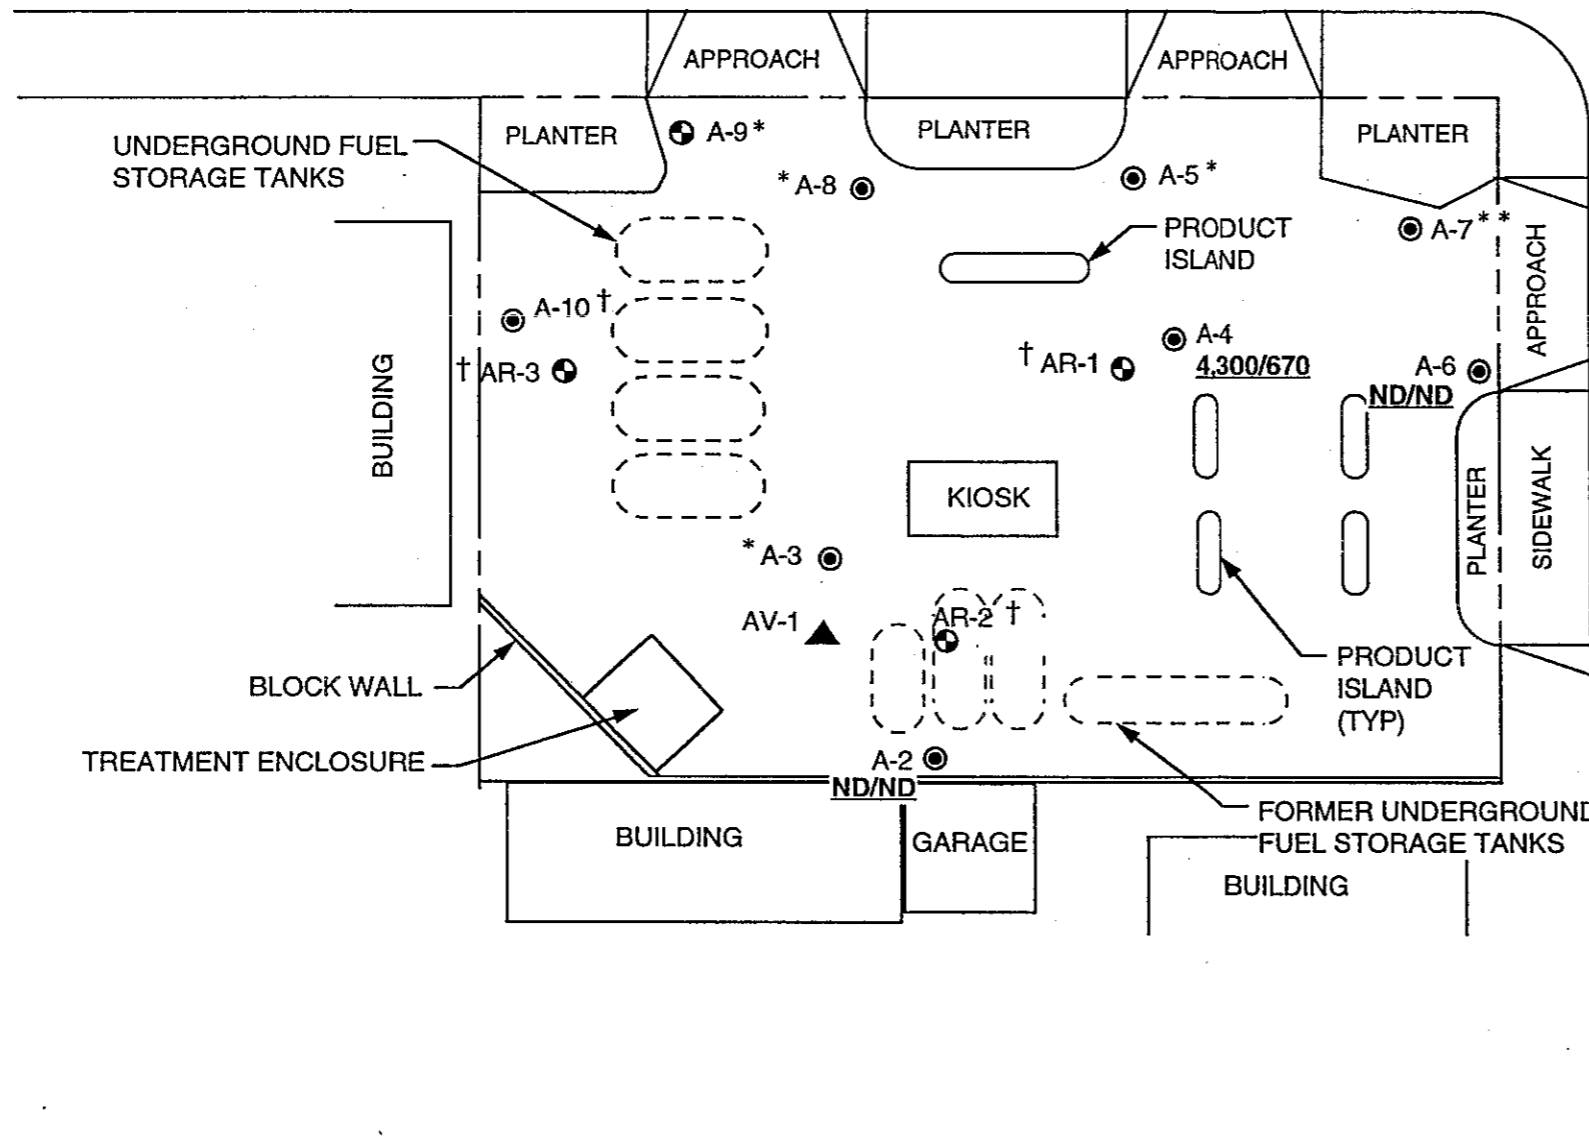 APPROACH
APPROACH
PLANTER
A-9*
PLANTER
PLANTER
UNDERGROUND FUEL
STORAGE TANKS
*A-8
A-5*
PRODUCT
ISLAND
A-7**
APPROACH
A-10†
†AR-3
†AR-1
A-4
4,300/670
A-6
ND/ND
BUILDING
KIOSK
PLANTER
SIDEWALK
*A-3
AV-1
AR-2†
BLOCK WALL
PRODUCT
ISLAND
(TYP)
TREATMENT ENCLOSURE
A-2
ND/ND
FORMER UNDERGROUND
FUEL STORAGE TANKS
BUILDING
GARAGE
BUILDING